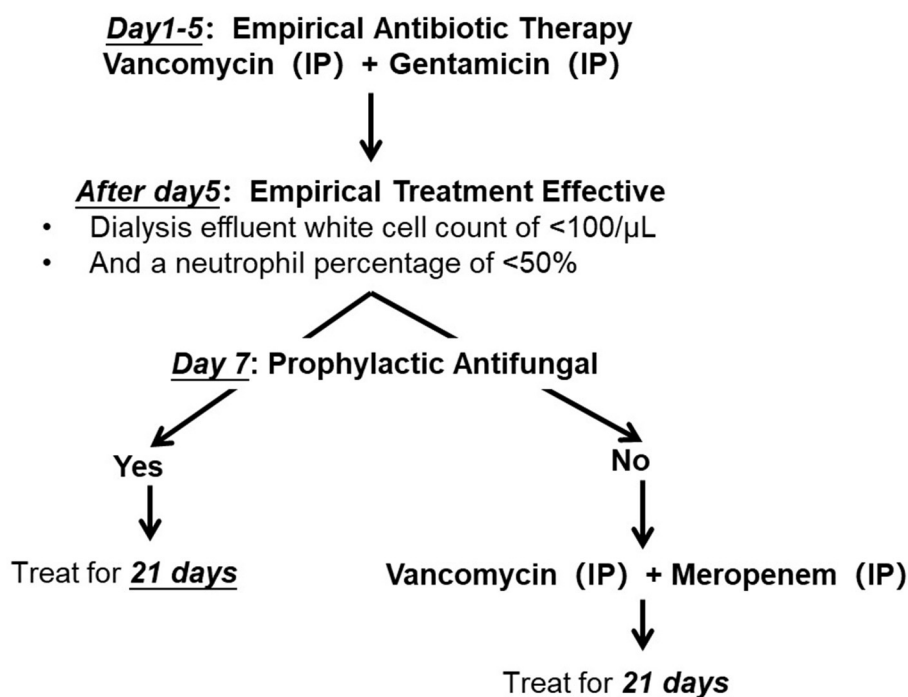 Day1-5: Empirical Antibiotic Therapy
Vancomycin (IP) + Gentamicin (IP)
After day5: Empirical Treatment Effective
• Dialysis effluent white cell count of <100/μL
• And a neutrophil percentage of <50%
Day 7: Prophylactic Antifungal
Yes
No
Treat for 21 days
Vancomycin (IP) + Meropenem (IP)
Treat for 21 days